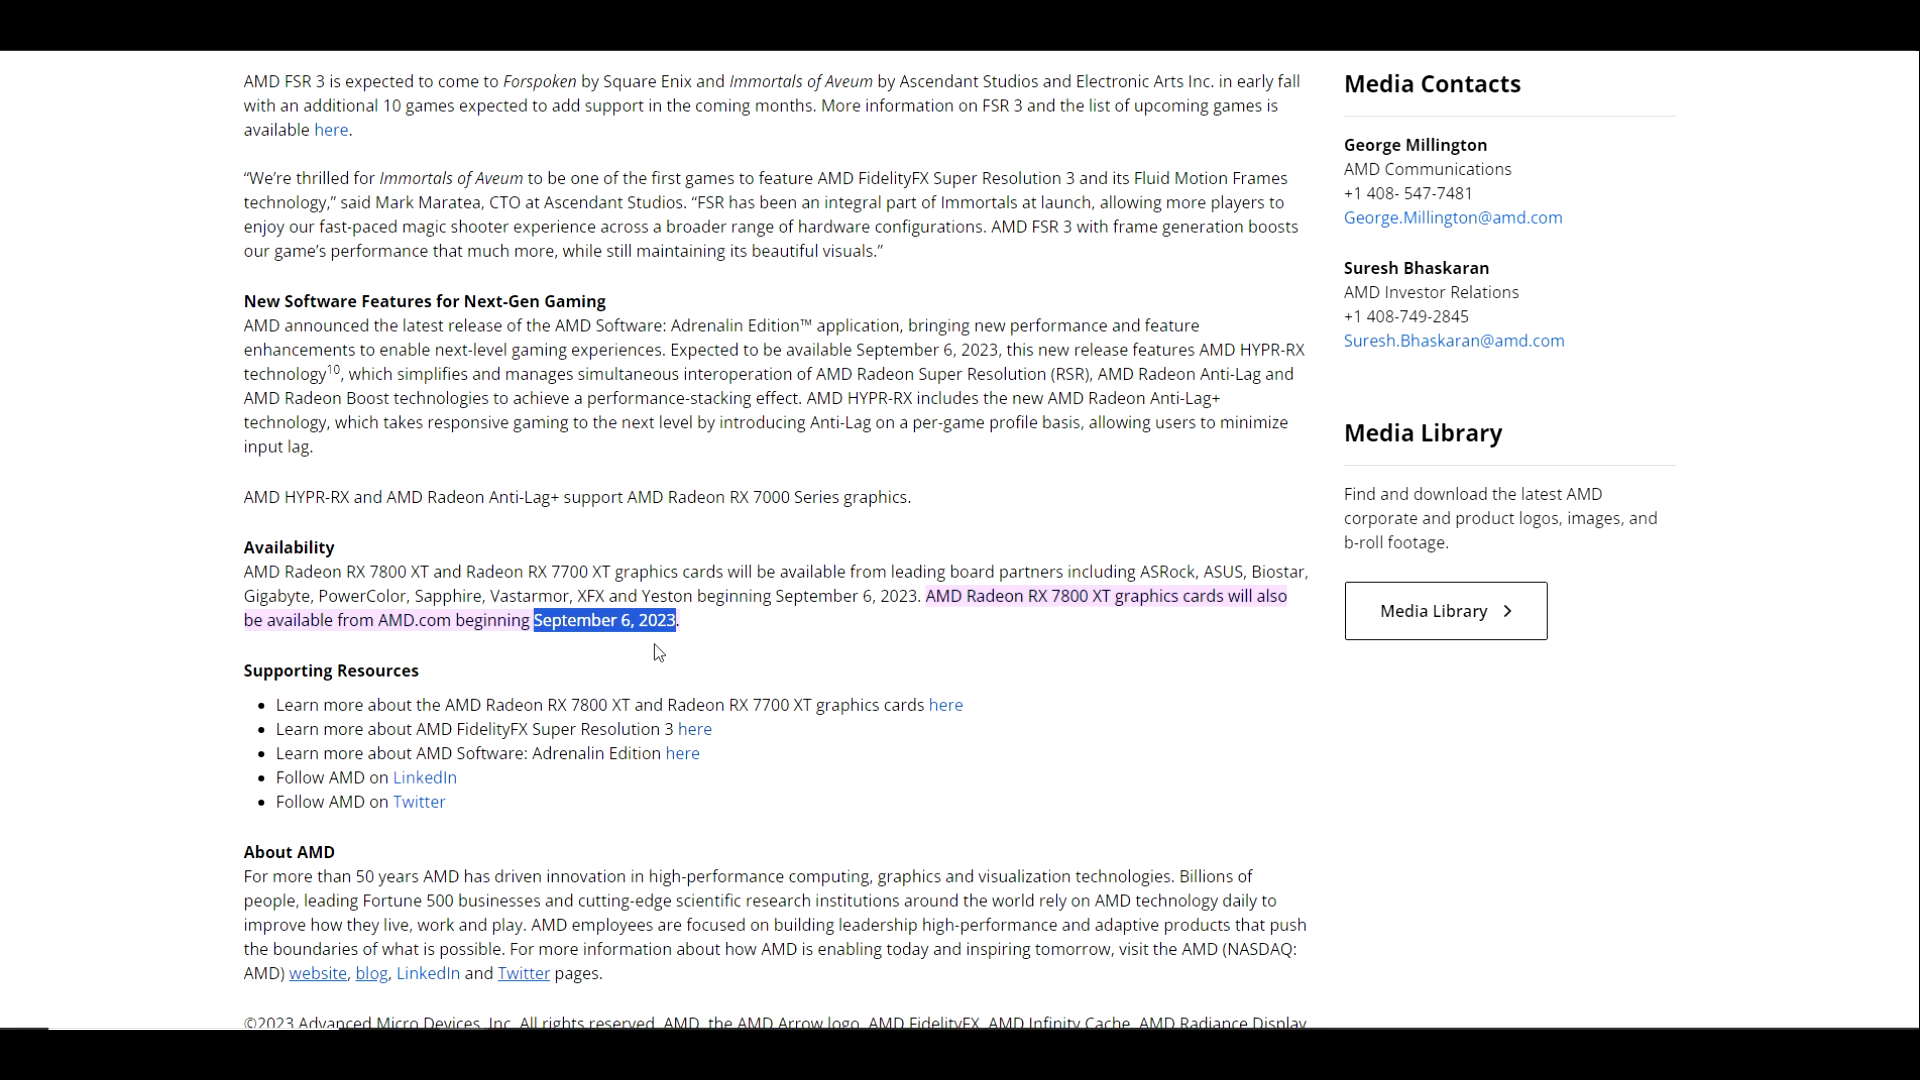 AMD FSR 3 is expected to come to Forspoken by Square Enix and Immortals of Aveum by Ascendant Studios and Electronic Arts Inc. in early fall
with an additional 10 games expected to add support in the coming months. More information on FSR 3 and the list of upcoming games is
available here.
“We’re thrilled for Immortals of Aveum to be one of the first games to feature AMD FidelityFX Super Resolution 3 and its Fluid Motion Frames
technology,” said Mark Maratea, CTO at Ascendant Studios. “FSR has been an integral part of Immortals at launch, allowing more players to
enjoy our fast-paced magic shooter experience across a broader range of hardware configurations. AMD FSR 3 with frame generation boosts
our game’s performance that much more, while still maintaining its beautiful visuals.”
New Software Features for Next-Gen Gaming
AMD announced the latest release of the AMD Software: Adrenalin Edition™ application, bringing new performance and feature
enhancements to enable next-level gaming experiences. Expected to be available September 6, 2023, this new release features AMD HYPR-RX
technology10, which simplifies and manages simultaneous interoperation of AMD Radeon Super Resolution (RSR), AMD Radeon Anti-Lag and
AMD Radeon Boost technologies to achieve a performance-stacking effect. AMD HYPR-RX includes the new AMD Radeon Anti-Lag+
technology, which takes responsive gaming to the next level by introducing Anti-Lag on a per-game profile basis, allowing users to minimize
input lag.
AMD HYPR-RX and AMD Radeon Anti-Lag+ support AMD Radeon RX 7000 Series graphics.
Availability
AMD Radeon RX 7800 XT and Radeon RX 7700 XT graphics cards will be available from leading board partners including ASRock, ASUS, Biostar,
Gigabyte, PowerColor, Sapphire, Vastarmor, XFX and Yeston beginning September 6, 2023. AMD Radeon RX 7800 XT graphics cards will also
be available from AMD.com beginning September 6, 2023.
Supporting Resources
• Learn more about the AMD Radeon RX 7800 XT and Radeon RX 7700 XT graphics cards here
• Learn more about AMD FidelityFX Super Resolution 3 here
• Learn more about AMD Software: Adrenalin Edition here
• Follow AMD on LinkedIn
• Follow AMD on Twitter
About AMD
For more than 50 years AMD has driven innovation in high-performance computing, graphics and visualization technologies. Billions of
people, leading Fortune 500 businesses and cutting-edge scientific research institutions around the world rely on AMD technology daily to
improve how they live, work and play. AMD employees are focused on building leadership high-performance and adaptive products that push
the boundaries of what is possible. For more information about how AMD is enabling today and inspiring tomorrow, visit the AMD (NASDAQ:
AMD) website, blog, LinkedIn and Twitter pages.
©2023 Advanced Micro Devices, Inc. All rights reserved. AMD, the AMD Arrow logo, AMD FidelityFX, AMD Infinity Cache, AMD Radiance Display
Media Contacts
George Millington
AMD Communications
+1 408- 547-7481
George.Millington@amd.com
Suresh Bhaskaran
AMD Investor Relations
+1 408-749-2845
Suresh.Bhaskaran@amd.com
Media Library
Find and download the latest AMD
corporate and product logos, images, and
b-roll footage.
Media Library